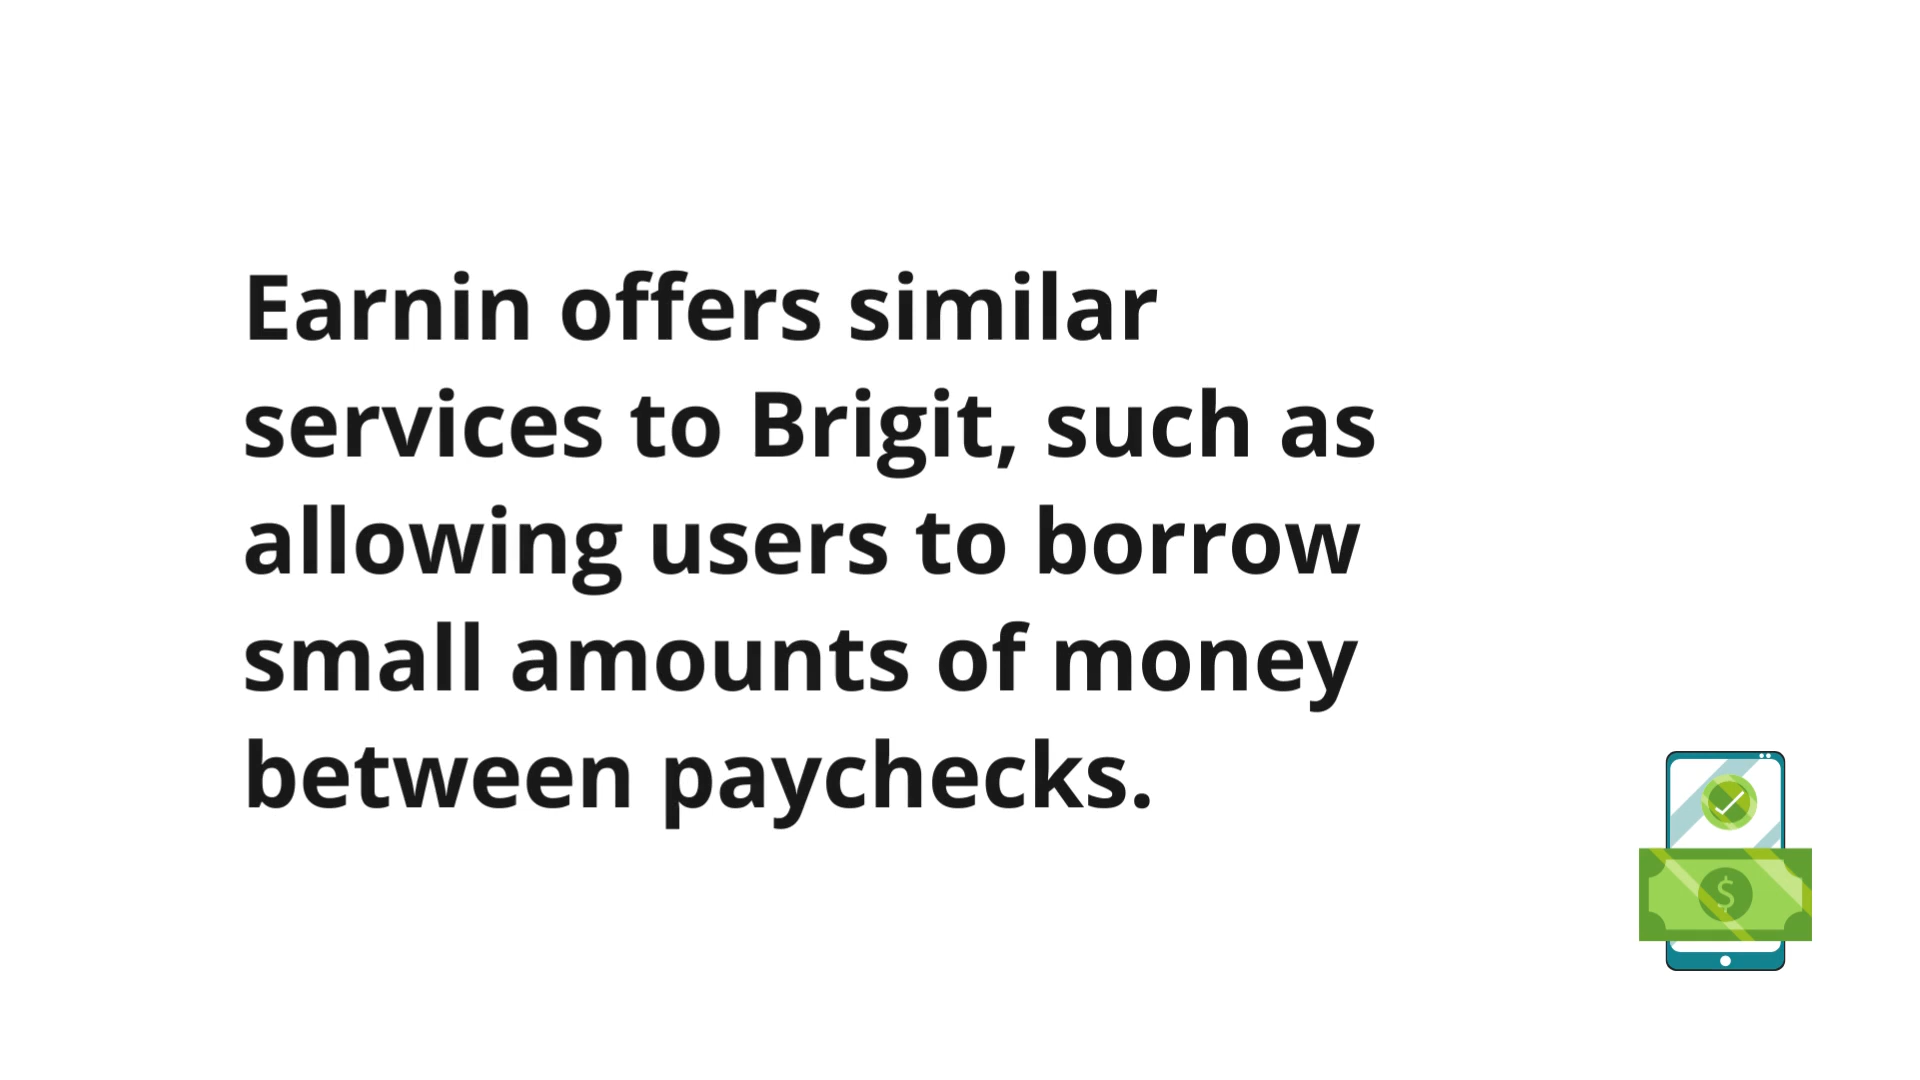 Earnin offers similar
services to Brigit, such as
allowing users to borrow
small amounts of money
between paychecks.
$